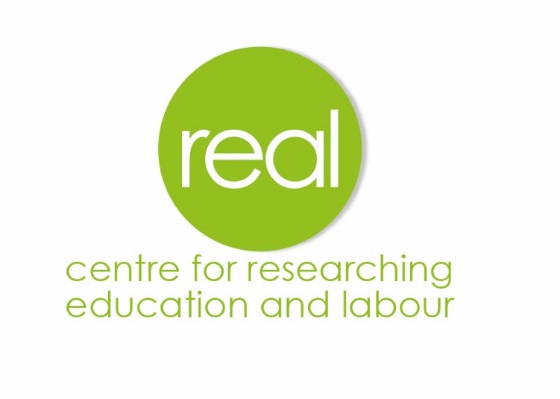 real
centre for researching
education and labour